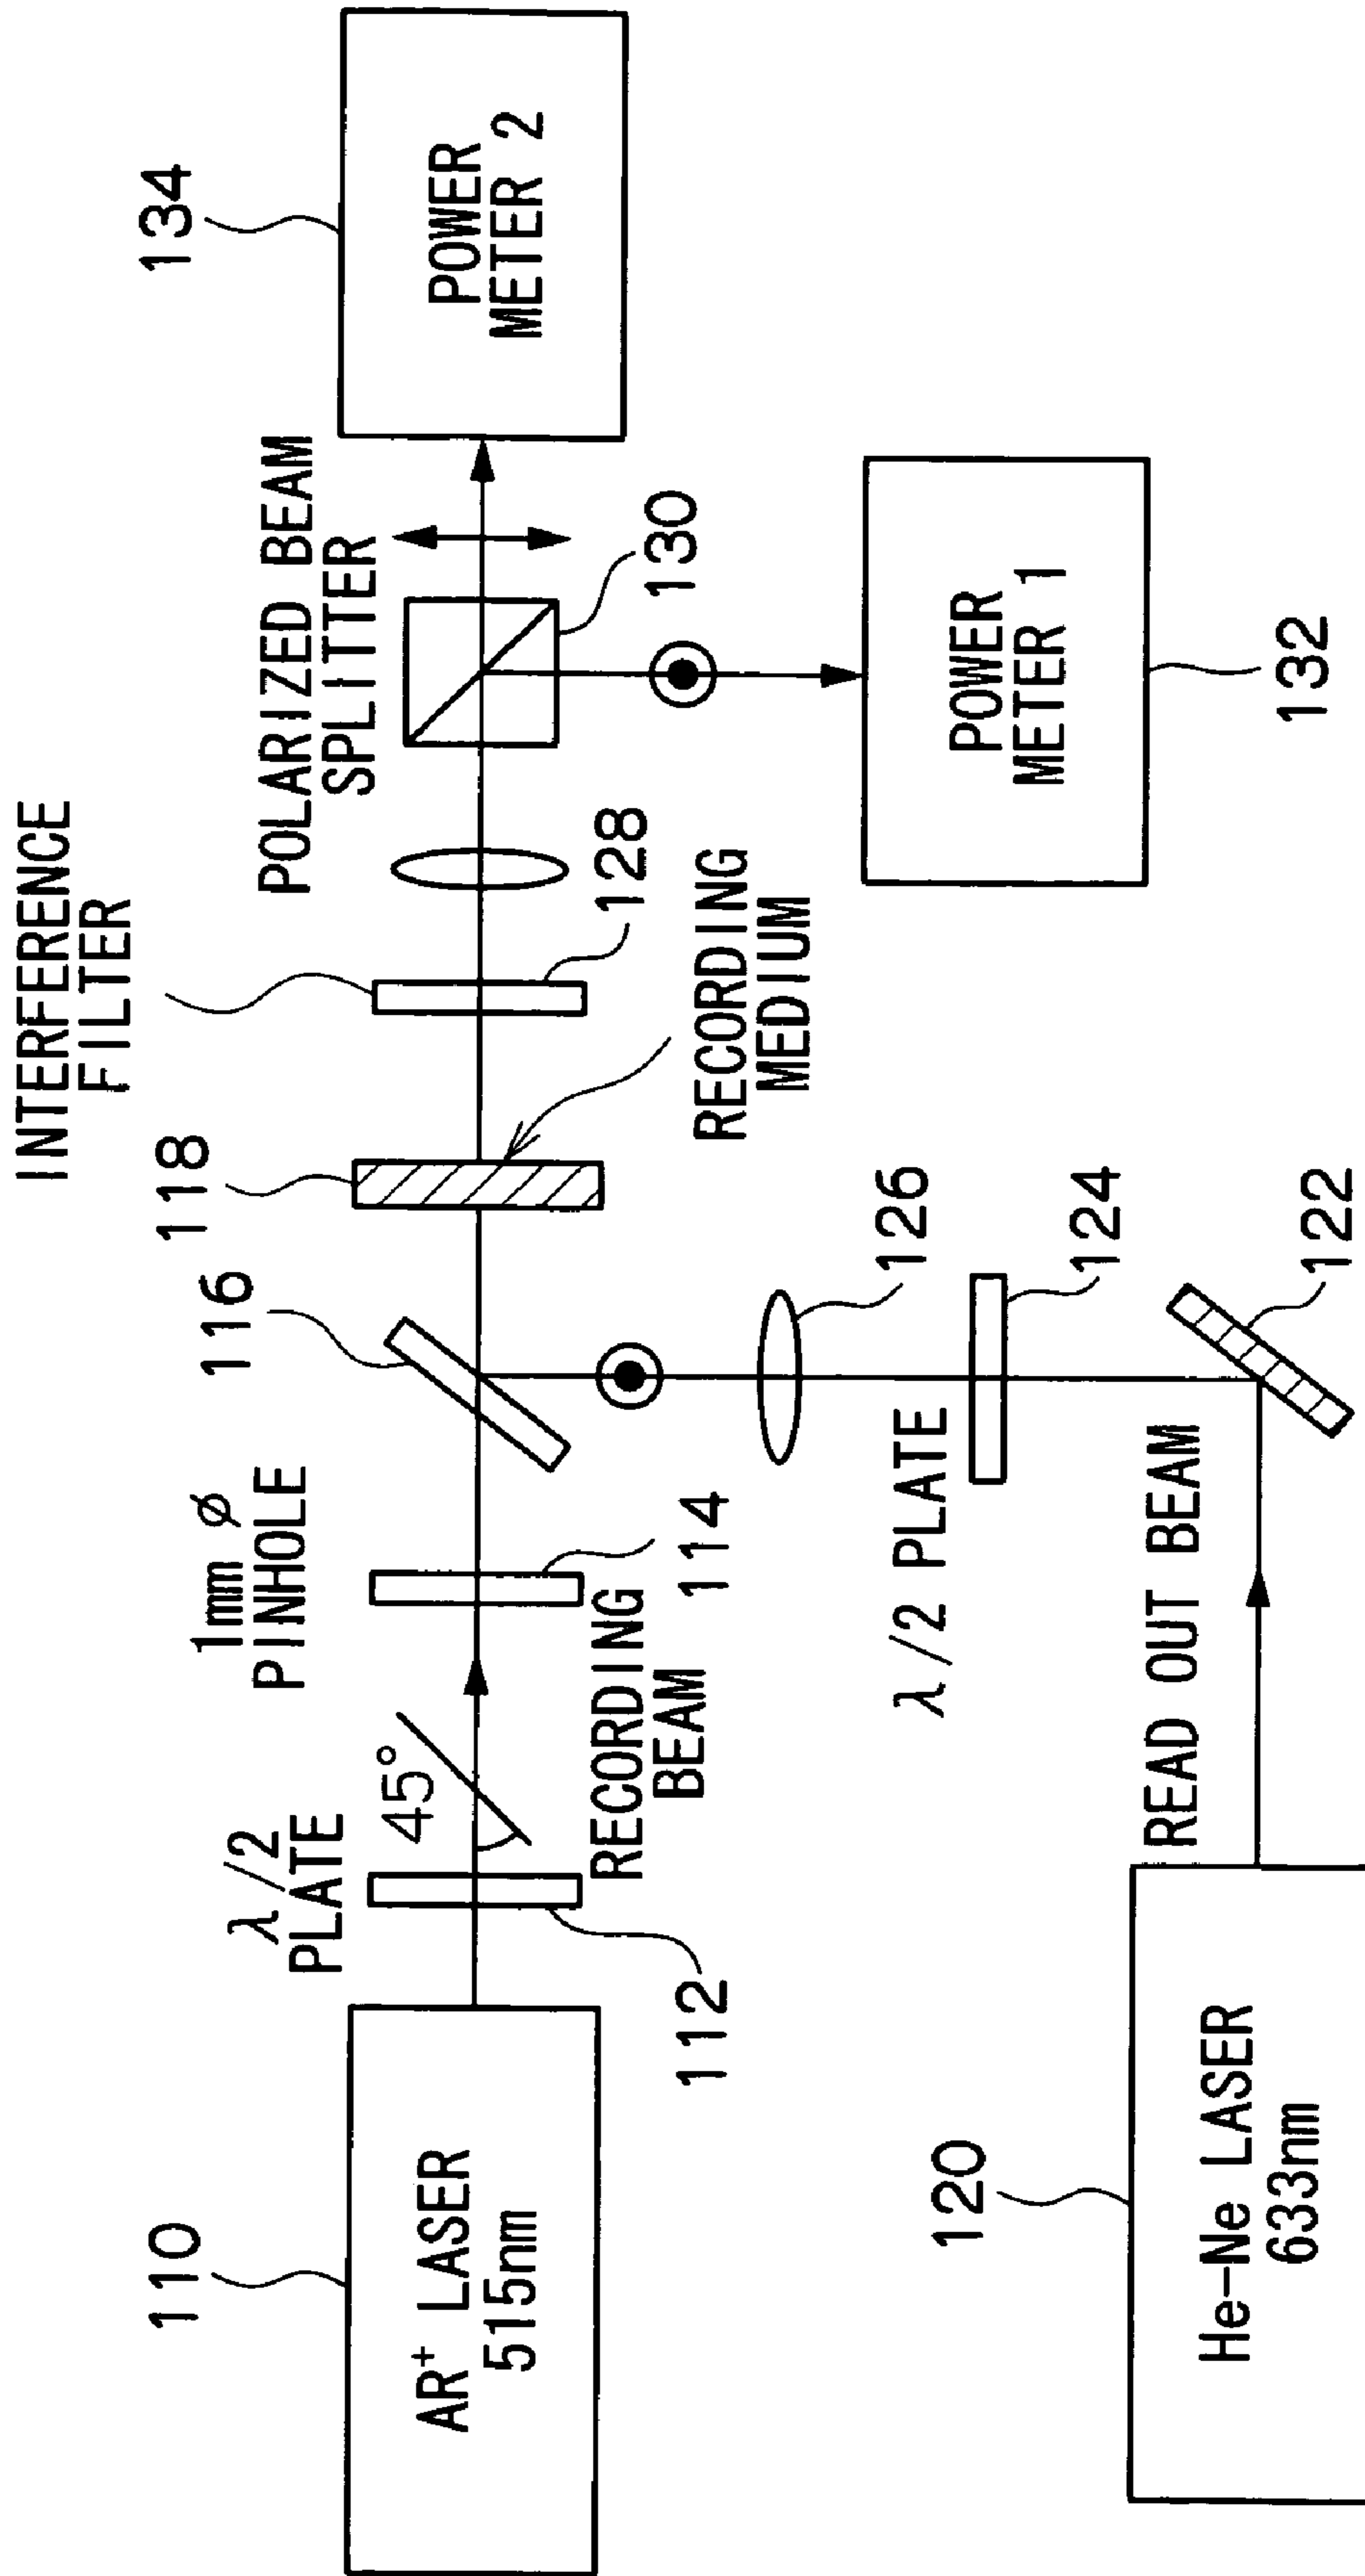 110
AR⁺ LASER
515nm
λ/2
PLATE
112
45°
RECORDING
BEAM
1mm ø
PINHOLE
114
116
118
RECORDING
MEDIUM
INTERFERENCE
FILTER
128
POLARIZED BEAM
SPLITTER
130
134
POWER
METER 2
POWER
METER 1
132
120
He-Ne LASER
633nm
READ OUT BEAM
122
λ/2 PLATE
124
126